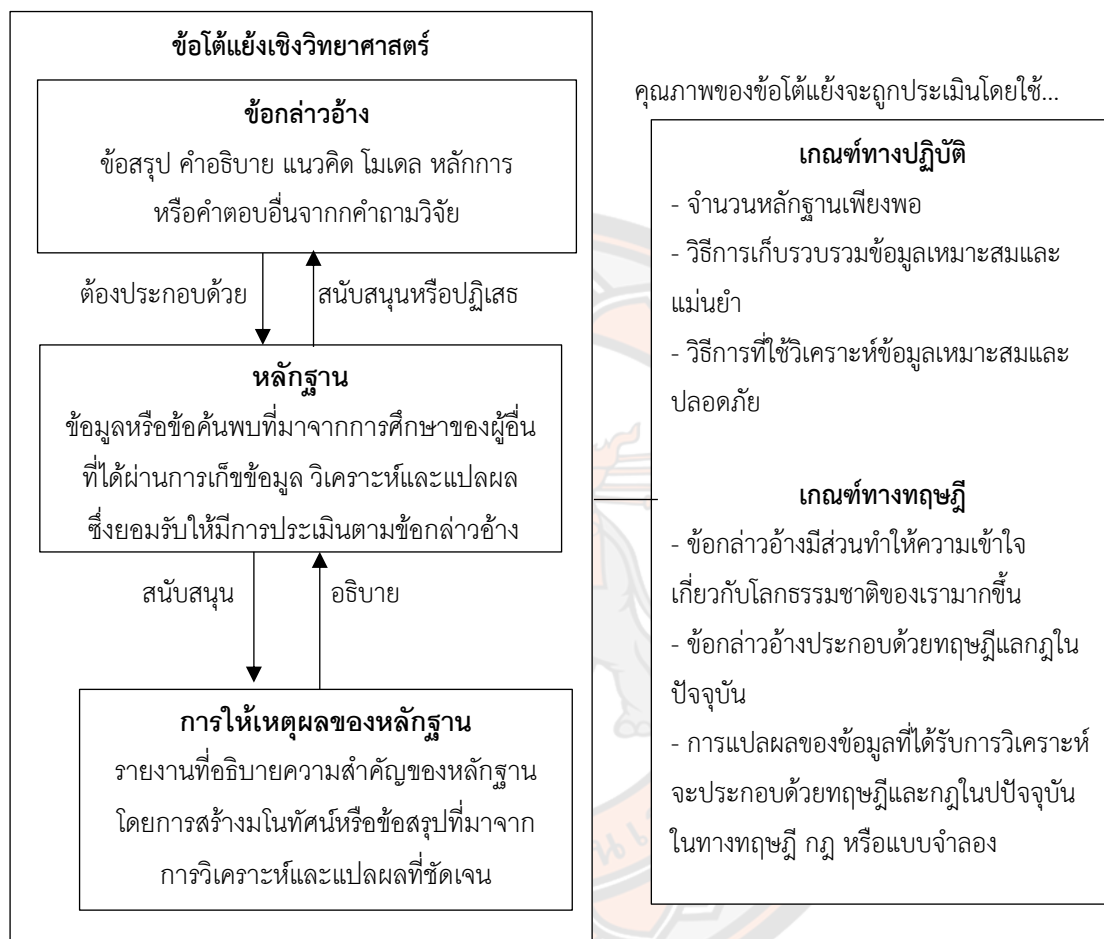 ข้อโต้แย้งเชิงวิทยาศาสตร์
ข้อกล่าวอ้าง
ข้อสรุป คำอธิบาย แนวคิด โมเดล หลักการ
หรือคำตอบอื่นจากกคำถามวิจัย
ต้องประกอบด้วย
สนับสนุนหรือปฏิเสธ
หลักฐาน
ข้อมูลหรือข้อค้นพบที่มาจากการศึกษาของผู้อื่น
ที่ได้ผ่านการเก็ขข้อมูล วิเคราะห์และแปลผล
ซึ่งยอมรับให้มีการประเมินตามข้อกล่าวอ้าง
สนับสนุน
อธิบาย
การให้เหตุผลของหลักฐาน
รายงานที่อธิบายความสำคัญของหลักฐาน
โดยการสร้างมโนทัศน์หรือข้อสรุปที่มาจาก
การวิเคราะห์และแปลผลที่ชัดเจน
คุณภาพของข้อโต้แย้งจะถูกประเมินโดยใช้...
เกณฑ์ทางปฏิบัติ
- จำนวนหลักฐานเพียงพอ
- วิธีการเก็บรวบรวมข้อมูลเหมาะสมและ
แม่นยำ
- วิธีการที่ใช้วิเคราะห์ข้อมูลเหมาะสมและ
ปลอดภัย
เกณฑ์ทางทฤษฎี
- ข้อกล่าวอ้างมีส่วนทำให้ความเข้าใจ
เกี่ยวกับโลกธรรมชาติของเรามากขึ้น
- ข้อกล่าวอ้างประกอบด้วยทฤษฎีแลกฎใน
ปัจจุบัน
- การแปลผลของข้อมูลที่ได้รับการวิเคราะห์
จะประกอบด้วยทฤษฎีและกฎในปปัจจุบัน
ในทางทฤษฎี กฎ หรือแบบจำลอง